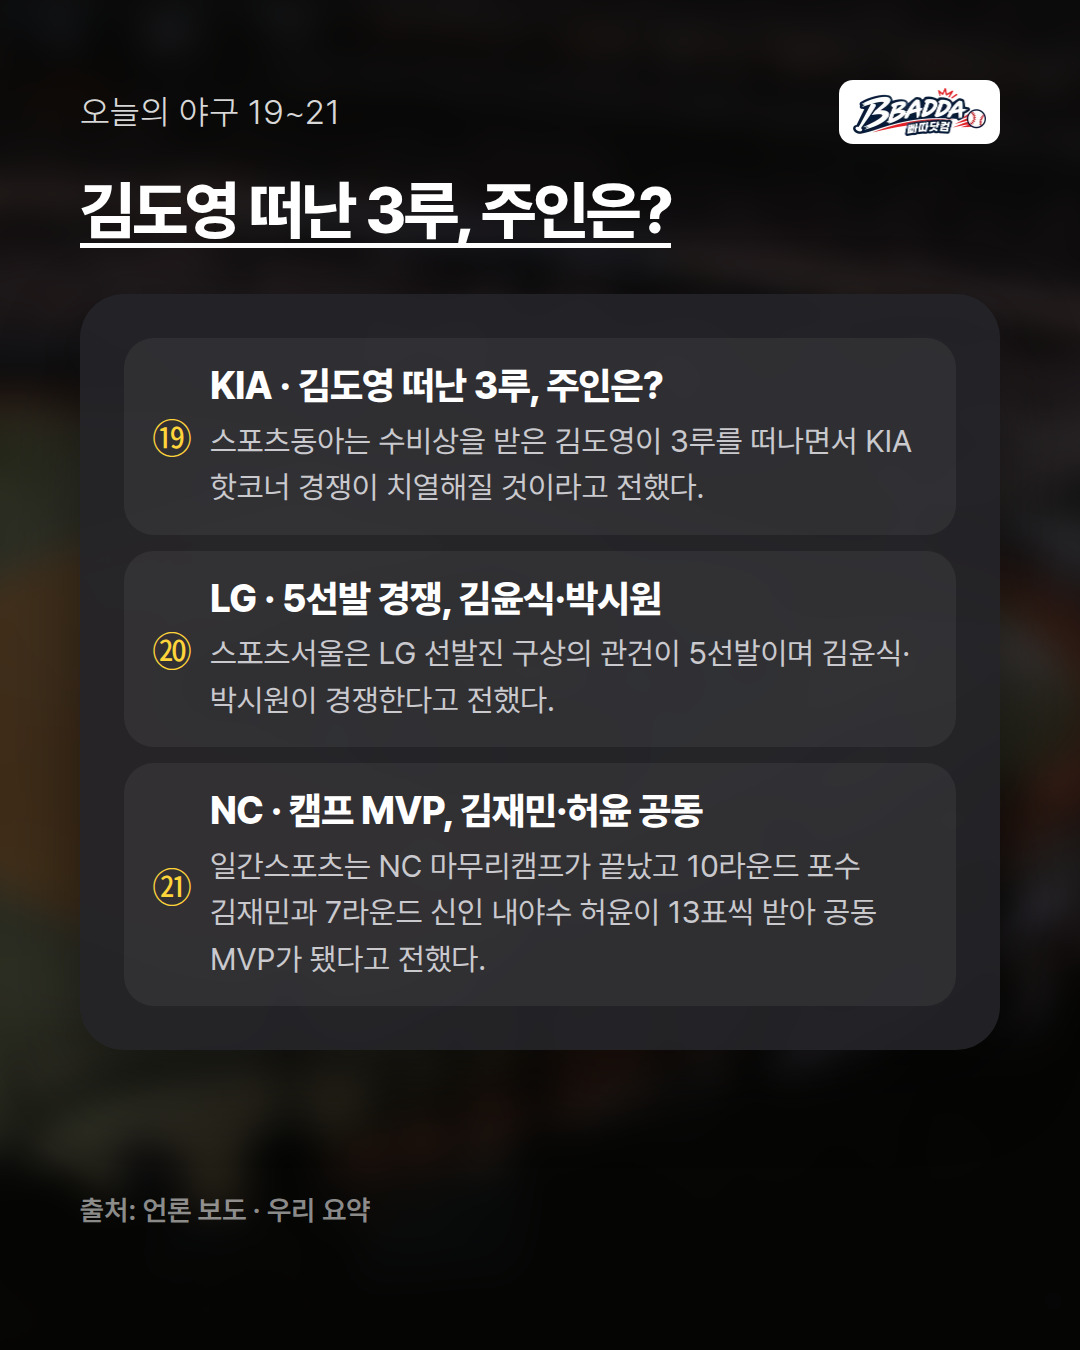 오늘의 야구 19~21
BBADDA
빠따닷컴
김도영 떠난 3루, 주인은?
KIA · 김도영 떠난 3루, 주인은?
⑲ 스포츠동아는 수비상을 받은 김도영이 3루를 떠나면서 KIA
핫코너 경쟁이 치열해질 것이라고 전했다.
LG · 5선발 경쟁, 김윤식·박시원
⑳ 스포츠서울은 LG 선발진 구상의 관건이 5선발이며 김윤식·
박시원이 경쟁한다고 전했다.
NC · 캠프 MVP, 김재민·허윤 공동
일간스포츠는 NC 마무리캠프가 끝났고 10라운드 포수
㉑ 김재민과 7라운드 신인 내야수 허윤이 13표씩 받아 공동
MVP가 됐다고 전했다.
출처: 언론 보도 · 우리 요약